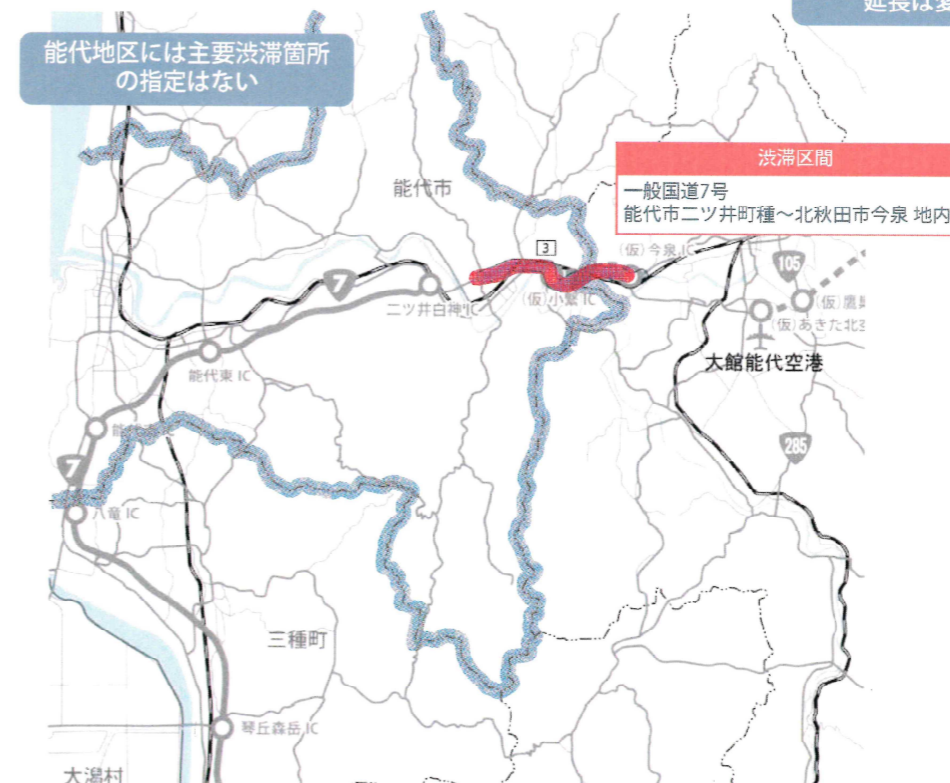 延長は変
能代地区には主要渋滞箇所
の指定はない
渋滞区間
一般国道7号
能代市二ツ井町種～北秋田市今泉 地内
能代市
3
(仮)今泉 IC
105
7
二ツ井白神 IC
(仮)小繋 IC
(仮)鷹巣
(仮)あきた北空
大館能代空港
能代東 IC
285
7
八竜 IC
三種町
琴丘森岳 IC
大潟村